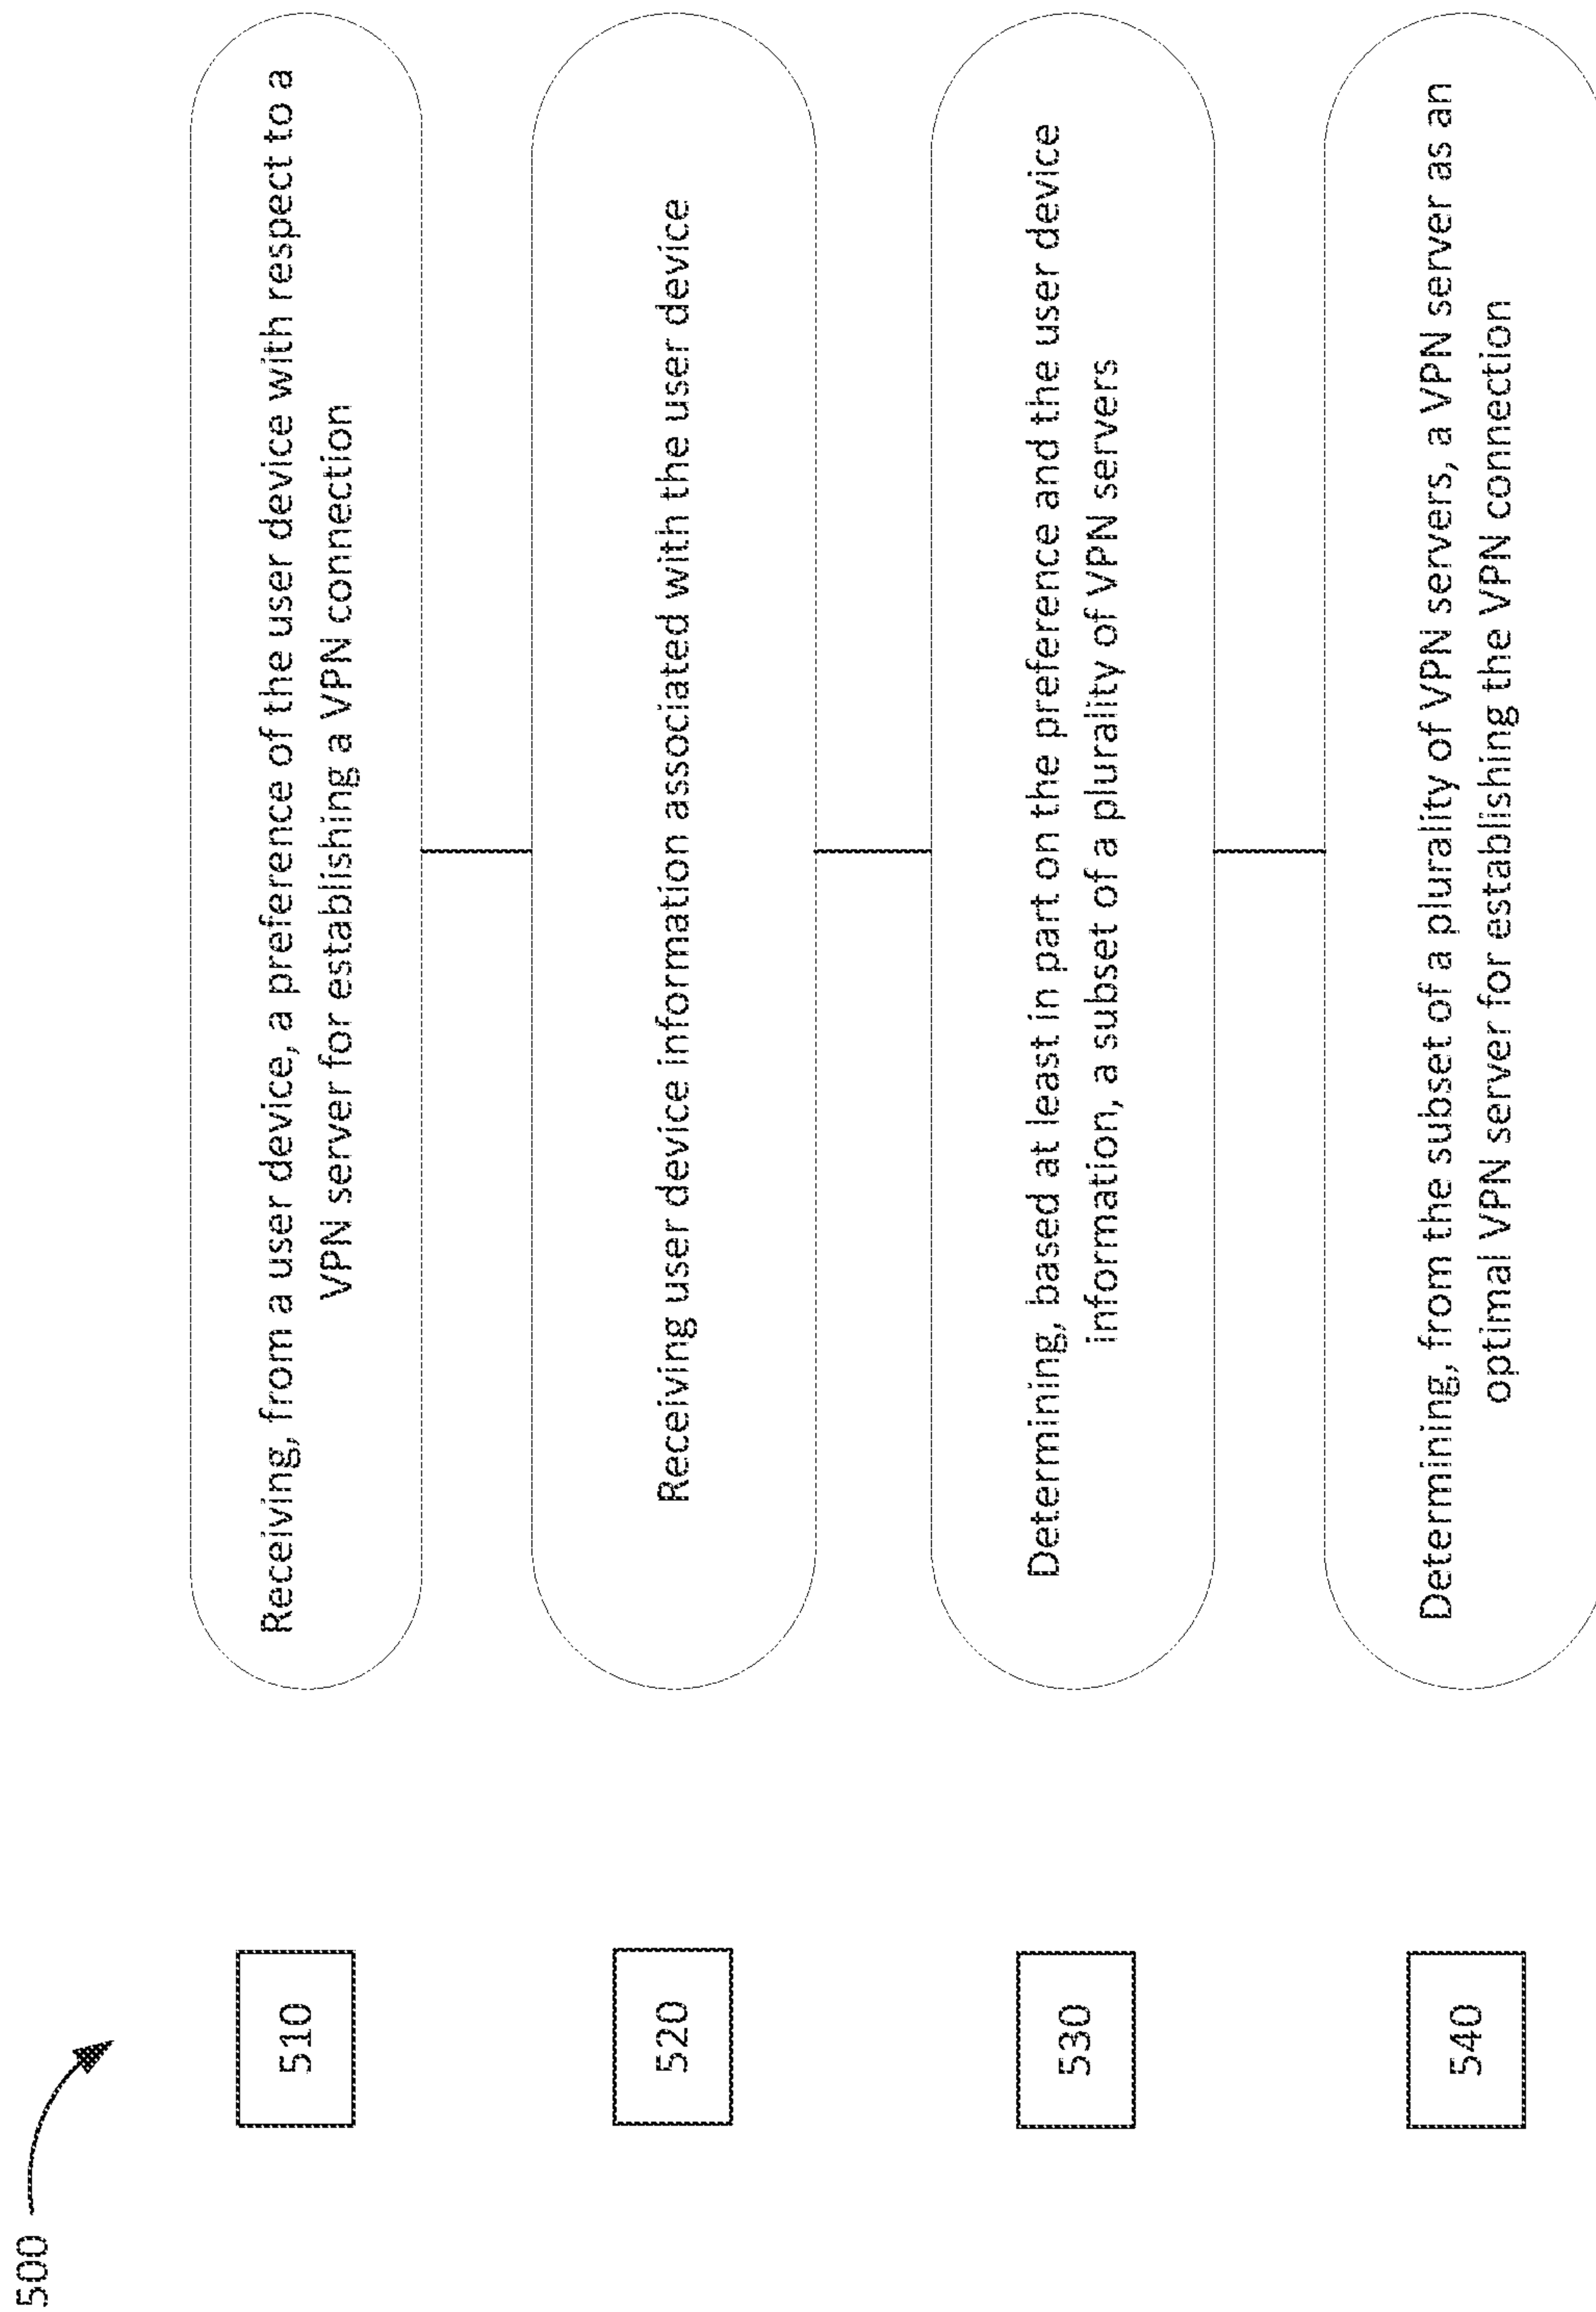 500
510
Receiving, from a user device, a preference of the user device with respect to a
VPN server for establishing a VPN connection
520
Receiving user device information associated with the user device
530
Determining, based at least in part on the preference and the user device
information, a subset of a plurality of VPN servers
540
Determining, from the subset of a plurality of VPN servers, a VPN server as an
optimal VPN server for establishing the VPN connection